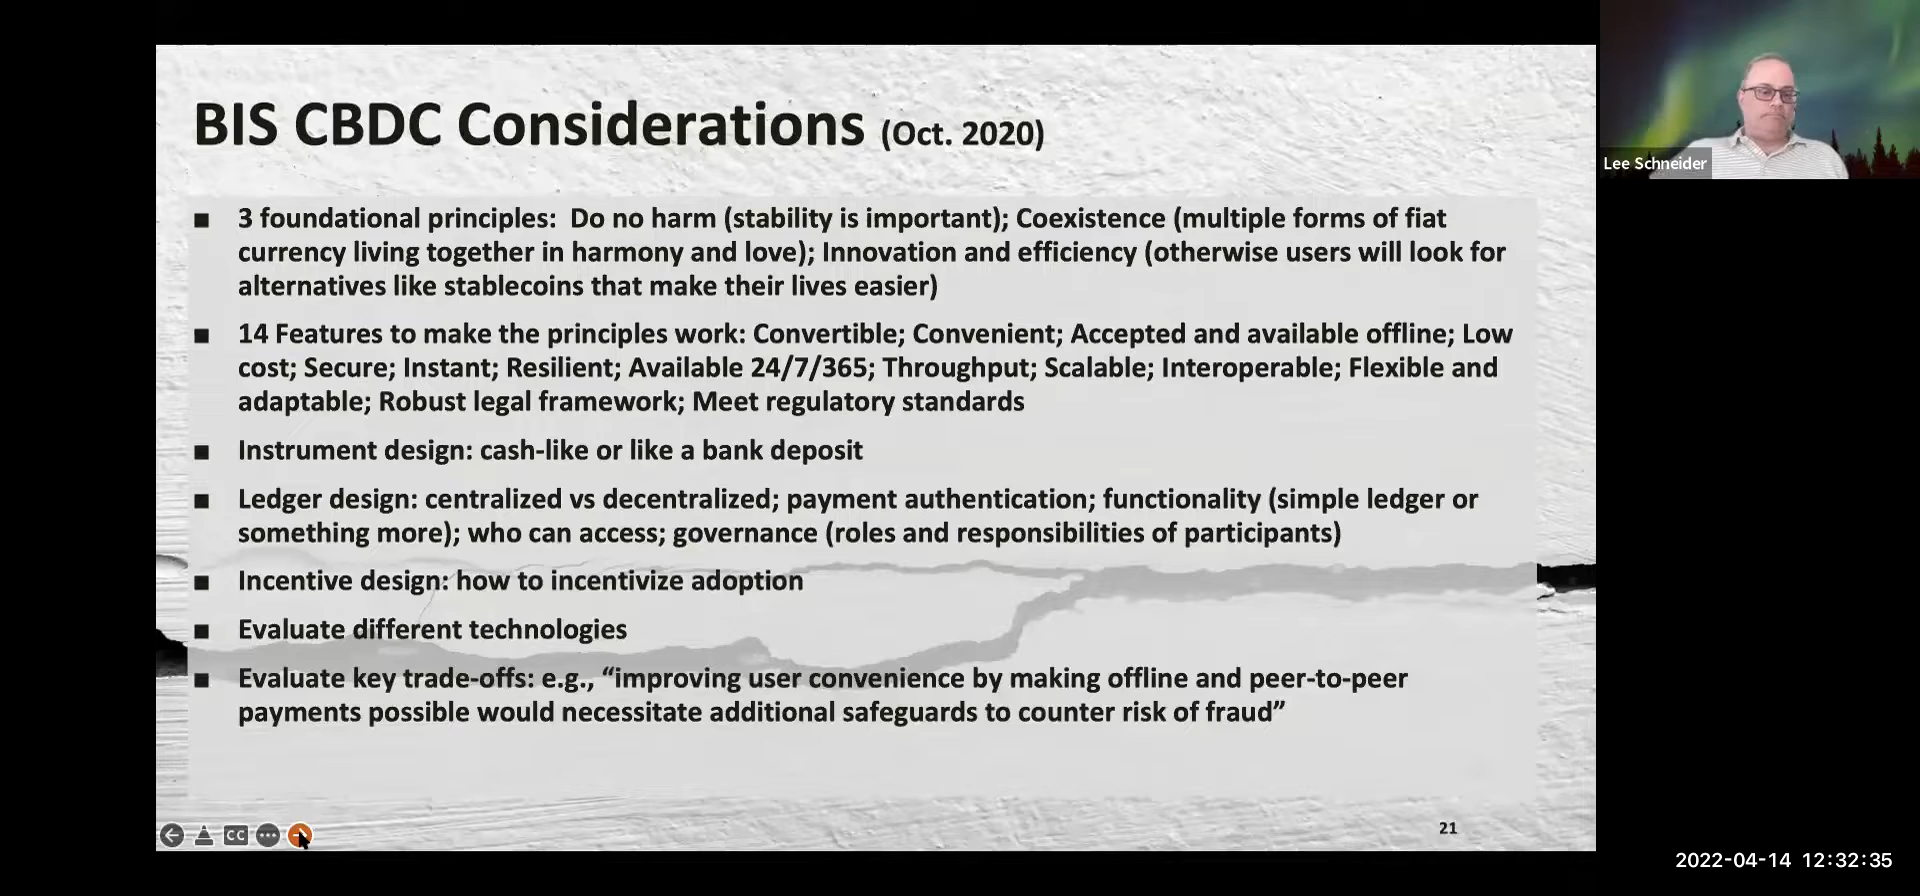 BIS CBDC Considerations (Oct. 2020)
Lee Schneider
■ 3 foundational principles: Do no harm (stability is important); Coexistence (multiple forms of fiat
currency living together in harmony and love); Innovation and efficiency (otherwise users will look for
alternatives like stablecoins that make their lives easier)
■ 14 Features to make the principles work: Convertible; Convenient; Accepted and available offline; Low
cost; Secure; Instant; Resilient; Available 24/7/365; Throughput; Scalable; Interoperable; Flexible and
adaptable; Robust legal framework; Meet regulatory standards
■ Instrument design: cash-like or like a bank deposit
■ Ledger design: centralized vs decentralized; payment authentication; functionality (simple ledger or
something more); who can access; governance (roles and responsibilities of participants)
■ Incentive design: how to incentivize adoption
■ Evaluate different technologies
■ Evaluate key trade-offs: e.g., “improving user convenience by making offline and peer-to-peer
payments possible would necessitate additional safeguards to counter risk of fraud”
CC
21
2022-04-14 12:32:35